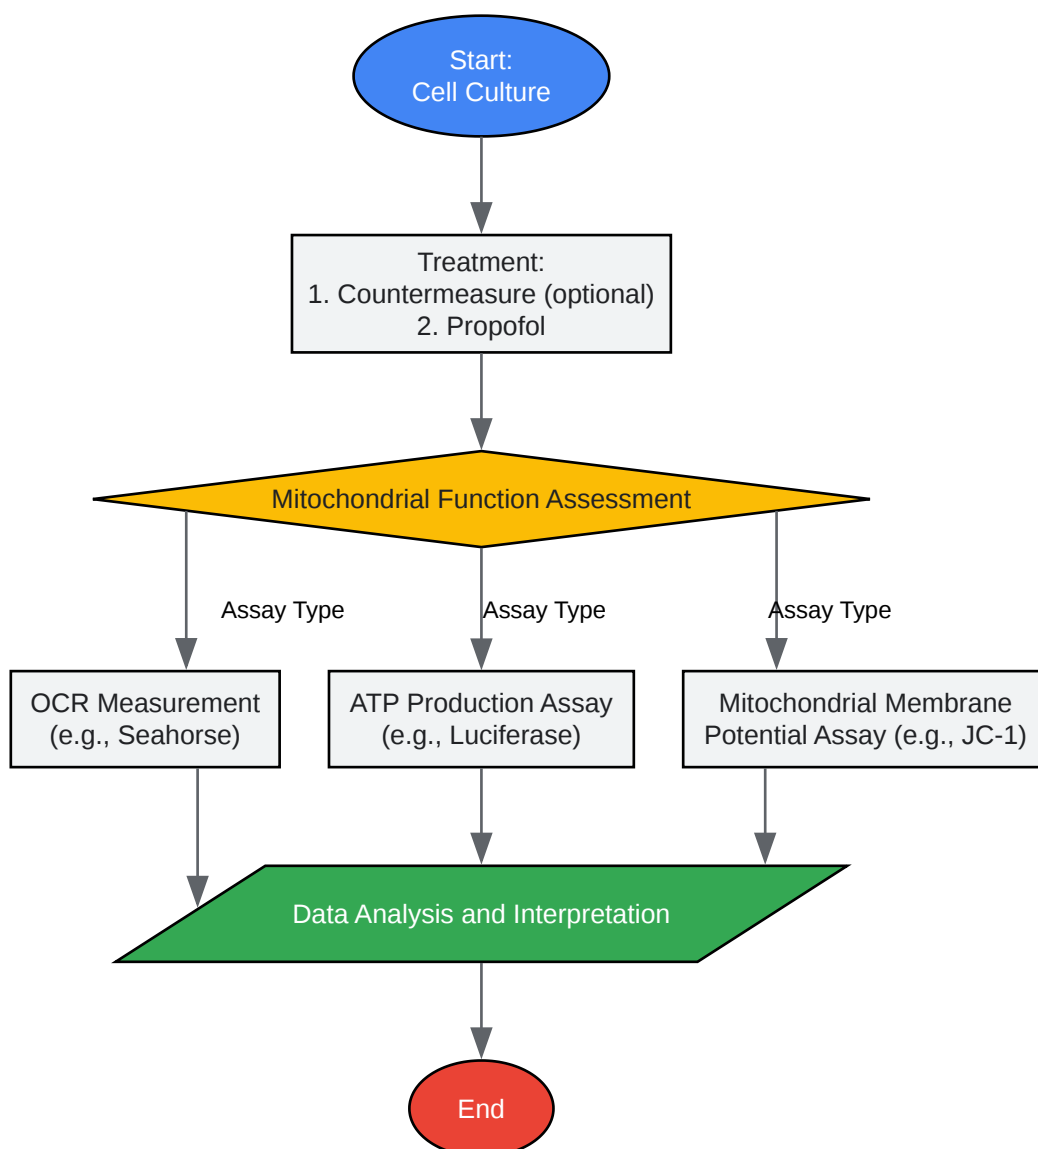 Start:
Cell Culture
Treatment:
1. Countermeasure (optional)
2. Propofol
Mitochondrial Function Assessment
Assay Type
Assay Type
Assay Type
OCR Measurement
(e.g., Seahorse)
ATP Production Assay
(e.g., Luciferase)
Mitochondrial Membrane
Potential Assay (e.g., JC-1)
Data Analysis and Interpretation
End